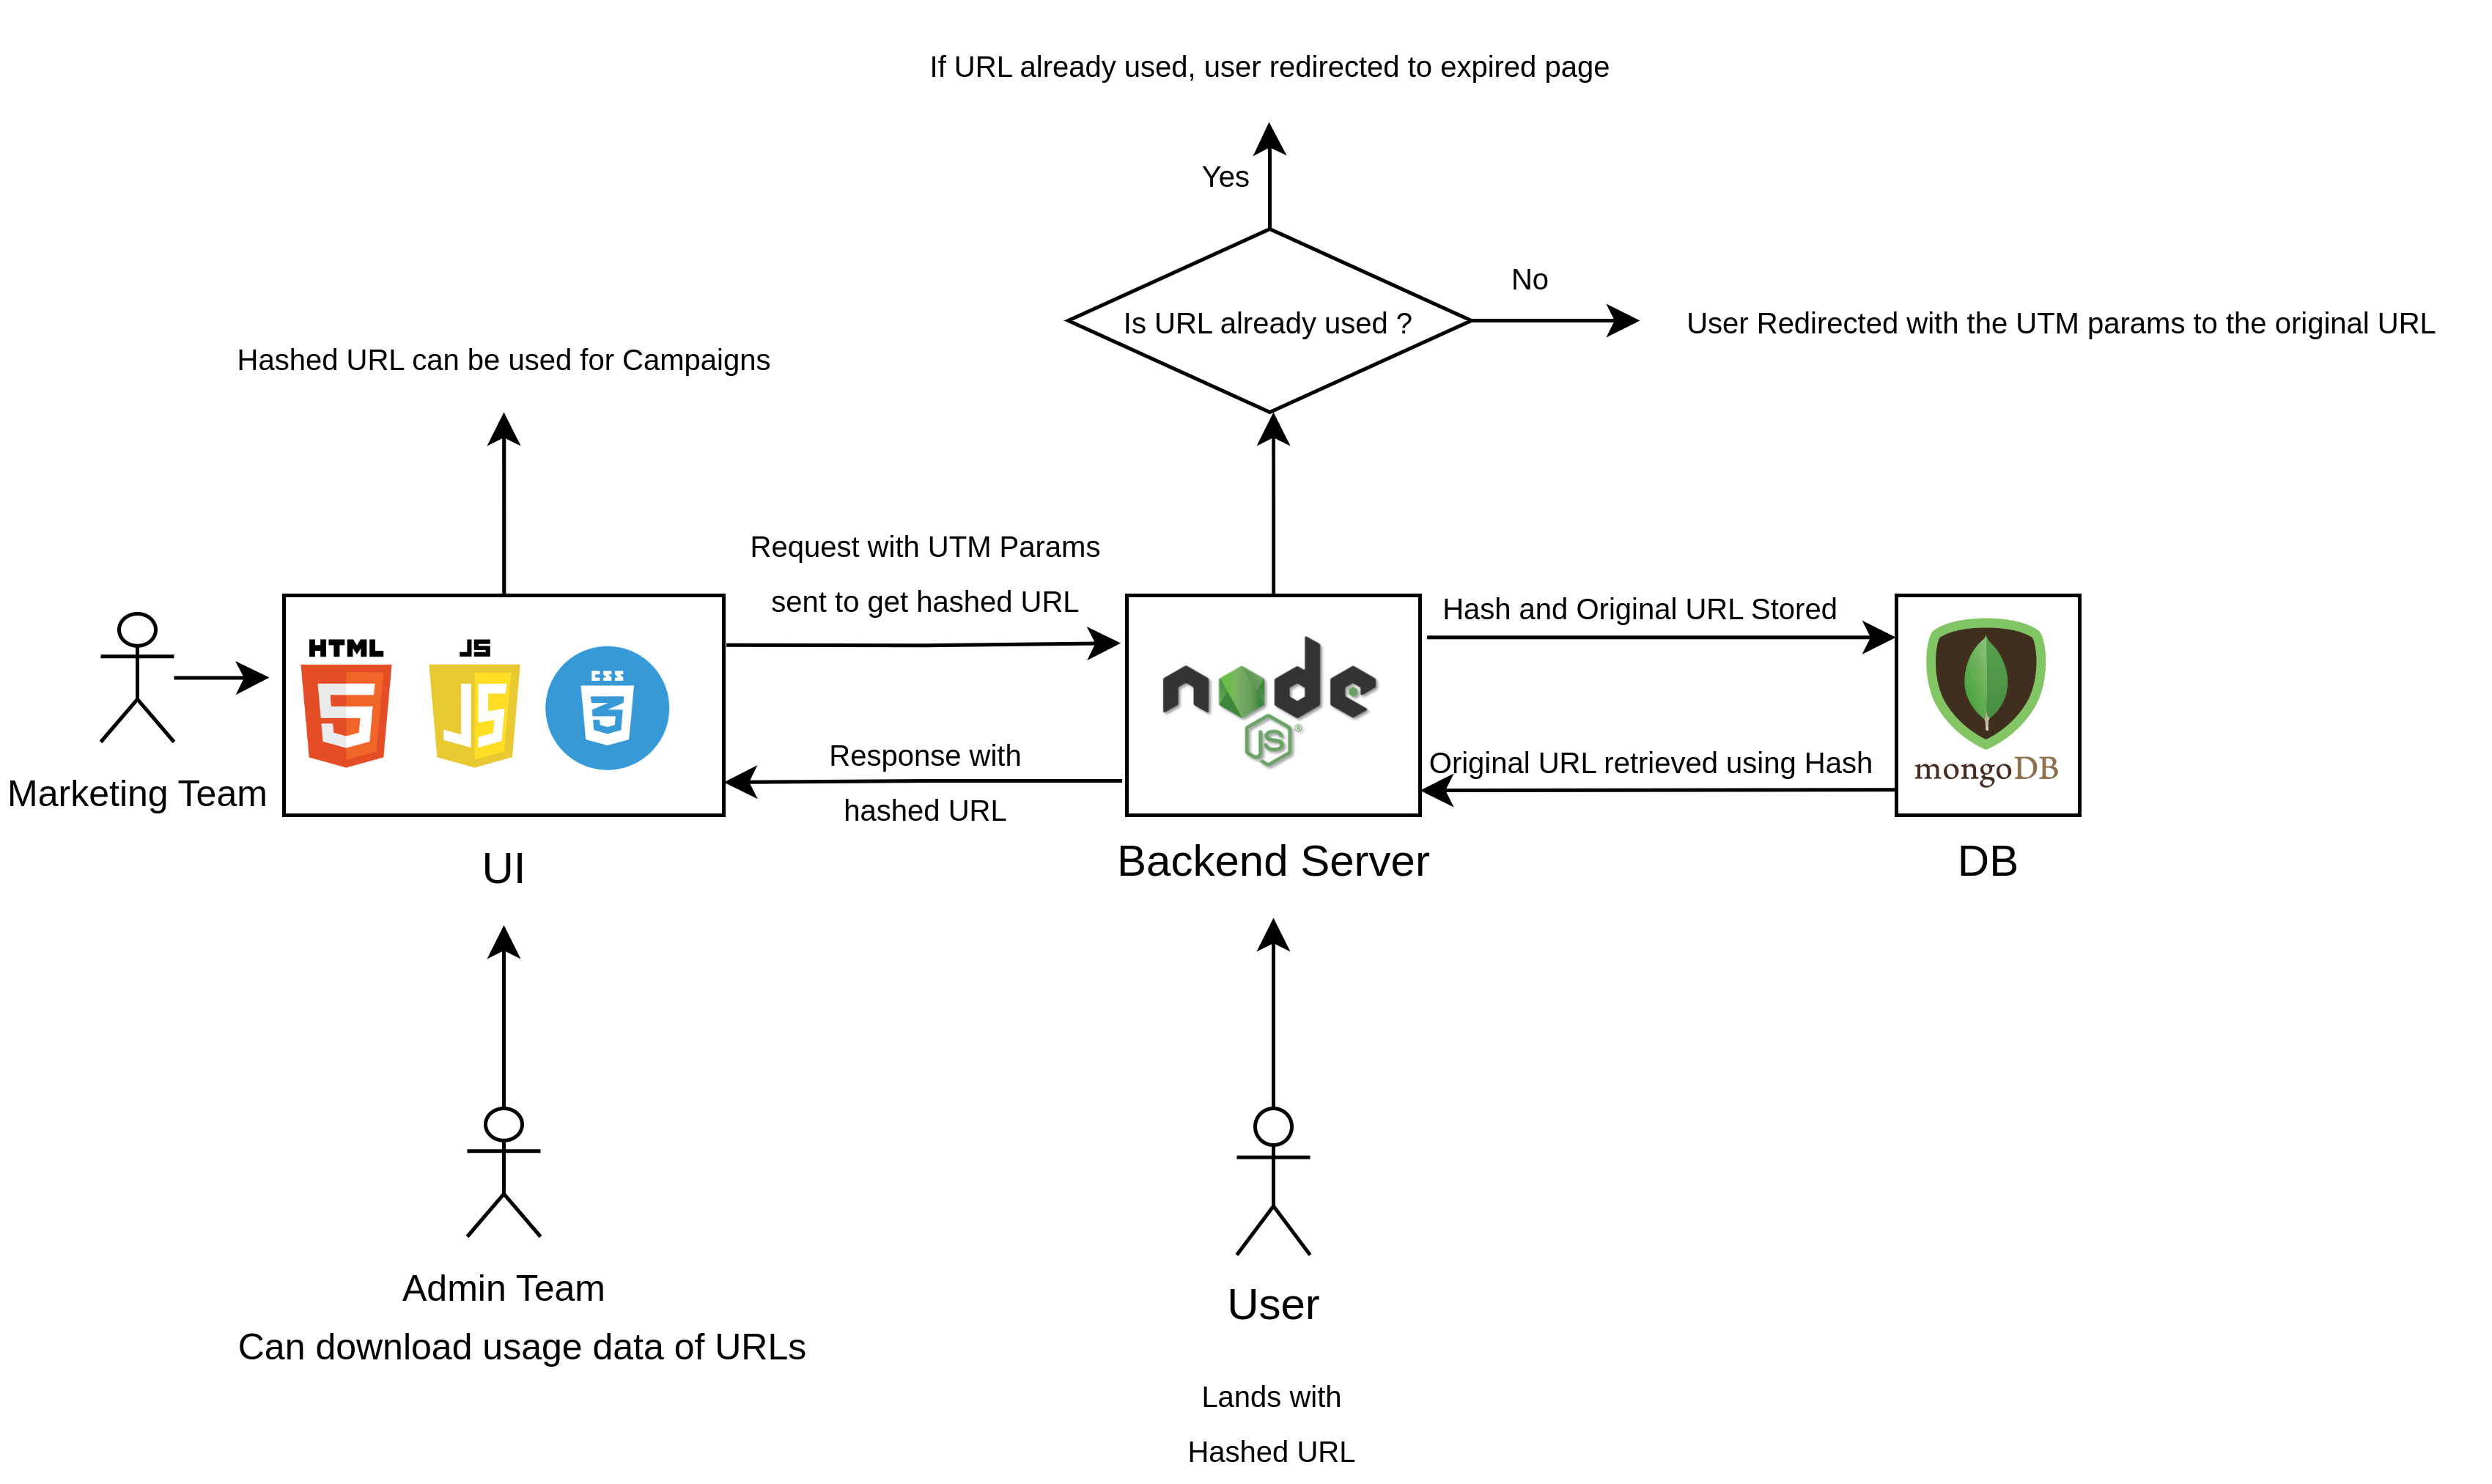 If URL already used, user redirected to expired page
Yes
No
Is URL already used ?
User Redirected with the UTM params to the original URL
Hashed URL can be used for Campaigns
Request with UTM Params
sent to get hashed URL
Hash and Original URL Stored
HTML
5
JS
JS
CSS
3
node
JS®
Response with
hashed URL
Original URL retrieved using Hash
mongoDB
Marketing Team
UI
Backend Server
DB
Admin Team
Can download usage data of URLs
User
Lands with
Hashed URL